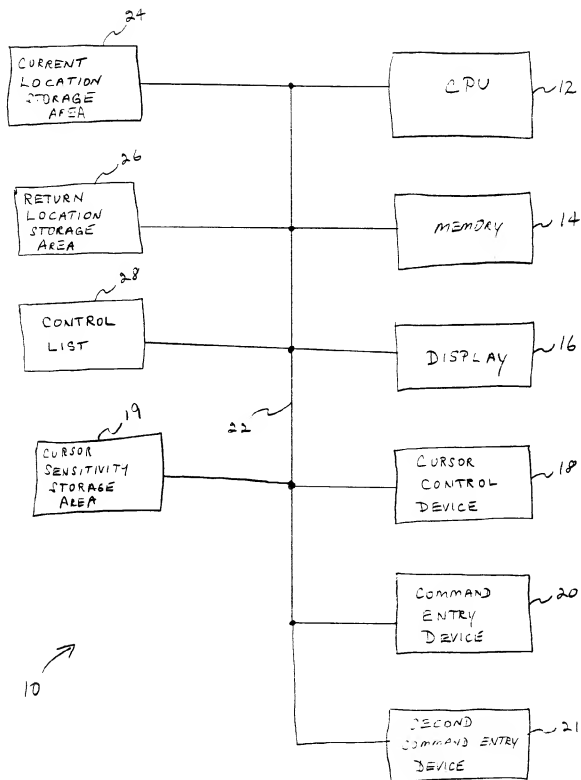 24
CURRENT
LOCATION
STORAGE
AREA
CPU
12
26
RETURN
LOCATION
STORAGE
AREA
MEMORY
14
28
CONTROL
LIST
DISPLAY
16
22
19
CURSOR
SENSITIVITY
STORAGE
AREA
CURSOR
CONTROL
DEVICE
18
COMMAND
ENTRY
DEVICE
20
10
SECOND
COMMAND ENTRY
DEVICE
21